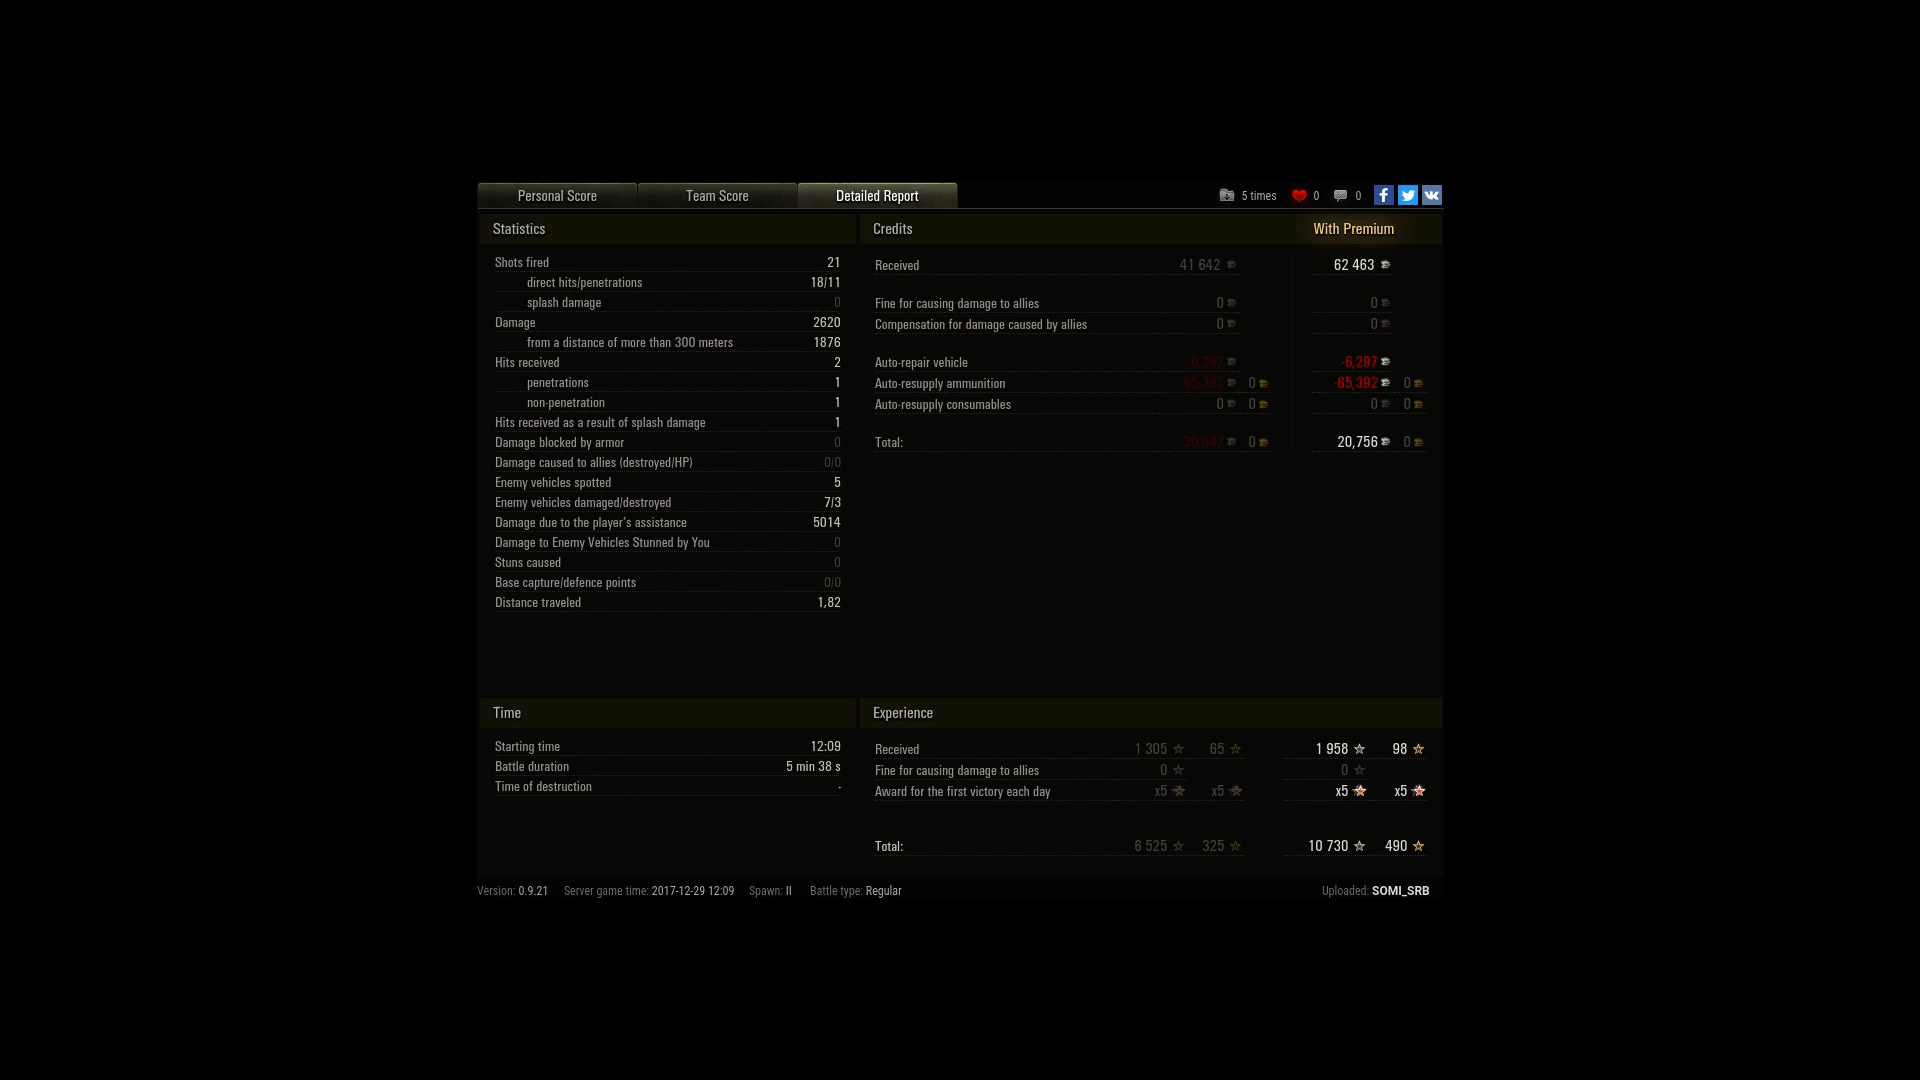 Personal Score Team Score Detailed Report 5 times 0 0
Statistics
Shots fired 21
direct hits/penetrations 18/11
splash damage 0
Damage 2620
from a distance of more than 300 meters 1876
Hits received 2
penetrations 1
non-penetration 1
Hits received as a result of splash damage 1
Damage blocked by armor 0
Damage caused to allies (destroyed/HP) 0/0
Enemy vehicles spotted 5
Enemy vehicles damaged/destroyed 7/3
Damage due to the player's assistance 5014
Damage to Enemy Vehicles Stunned by You 0
Stuns caused 0
Base capture/defence points 0/0
Distance traveled 1,82
Credits With Premium
Received 41 642 62 463
Fine for causing damage to allies 0 0
Compensation for damage caused by allies 0 0
Auto-repair vehicle 6,297 -6,297
Auto-resupply ammunition 65,392 0 -65,392 0
Auto-resupply consumables 0 0 0 0
Total: 30,047 0 20,756 0
Time
Starting time 12:09
Battle duration 5 min 38 s
Time of destruction -
Experience
Received 1 305 65 1 958 98
Fine for causing damage to allies 0 0
Award for the first victory each day x5 x5 x5 x5
Total: 6 525 325 10 730 490
Version: 0.9.21 Server game time: 2017-12-29 12:09 Spawn: II Battle type: Regular Uploaded: SOMI_SRB